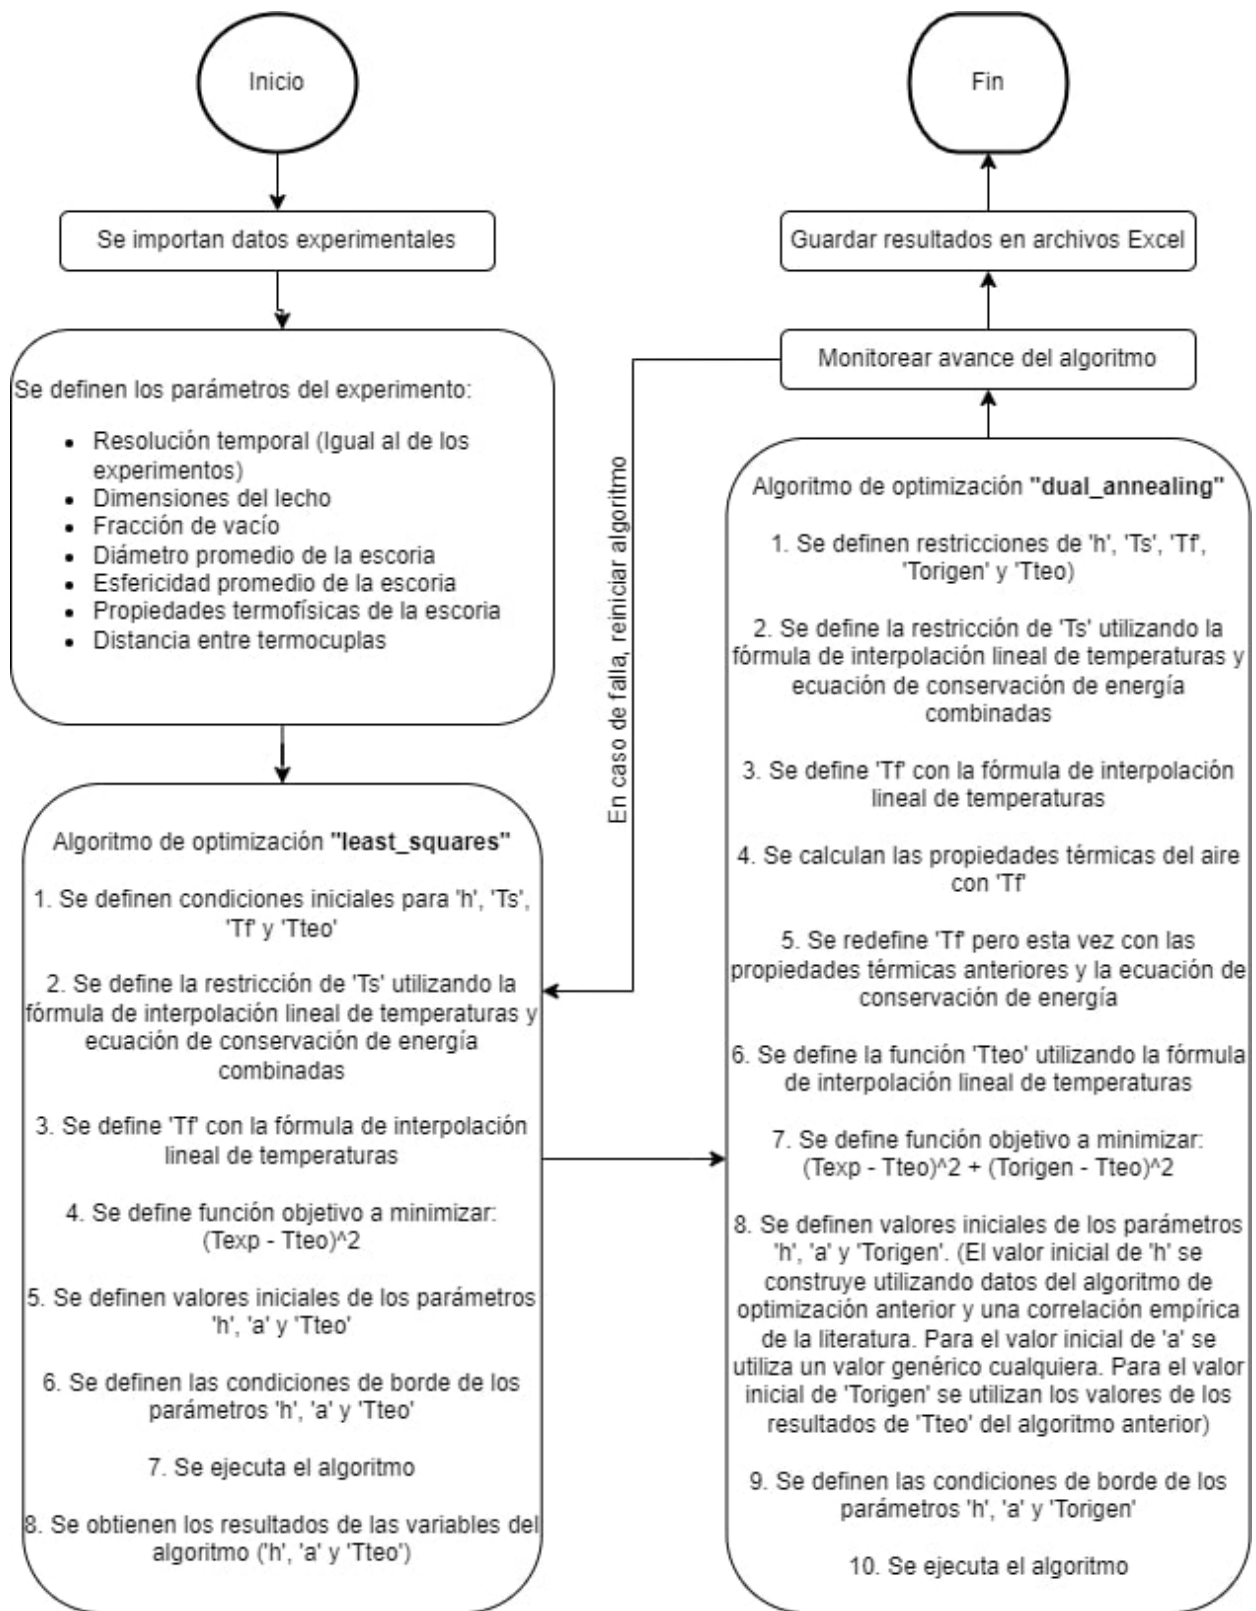 Inicio
Se importan datos experimentales
Se definen los parámetros del experimento:
• Resolución temporal (Igual al de los
experimentos)
• Dimensiones del lecho
• Fracción de vacío
• Diámetro promedio de la escoria
• Esfericidad promedio de la escoria
• Propiedades termofísicas de la escoria
• Distancia entre termocuplas
Algoritmo de optimización "least_squares"
1. Se definen condiciones iniciales para 'h', 'Ts',
'Tf' y 'Tteo'
2. Se define la restricción de 'Ts' utilizando la
fórmula de interpolación lineal de temperaturas y
ecuación de conservación de energía
combinadas
3. Se define 'Tf' con la fórmula de interpolación
lineal de temperaturas
4. Se define función objetivo a minimizar:
(Texp - Tteo)^2
5. Se definen valores iniciales de los parámetros
'h', 'a' y 'Tteo'
6. Se definen las condiciones de borde de los
parámetros 'h', 'a' y 'Tteo'
7. Se ejecuta el algoritmo
8. Se obtienen los resultados de las variables del
algoritmo ('h', 'a' y 'Tteo')
En caso de falla, reiniciar algoritmo
Fin
Guardar resultados en archivos Excel
Monitorear avance del algoritmo
Algoritmo de optimización "dual_annealing"
1. Se definen restricciones de 'h', 'Ts', 'Tf',
'Torigen' y 'Tteo)
2. Se define la restricción de 'Ts' utilizando la
fórmula de interpolación lineal de temperaturas y
ecuación de conservación de energía
combinadas
3. Se define 'Tf' con la fórmula de interpolación
lineal de temperaturas
4. Se calculan las propiedades térmicas del aire
con 'Tf'
5. Se redefine 'Tf' pero esta vez con las
propiedades térmicas anteriores y la ecuación de
conservación de energía
6. Se define la función 'Tteo' utilizando la fórmula
de interpolación lineal de temperaturas
7. Se define función objetivo a minimizar:
(Texp - Tteo)^2 + (Torigen - Tteo)^2
8. Se definen valores iniciales de los parámetros
'h', 'a' y 'Torigen'. (El valor inicial de 'h' se
construye utilizando datos del algoritmo de
optimización anterior y una correlación empírica
de la literatura. Para el valor inicial de 'a' se
utiliza un valor genérico cualquiera. Para el valor
inicial de 'Torigen' se utilizan los valores de los
resultados de 'Tteo' del algoritmo anterior)
9. Se definen las condiciones de borde de los
parámetros 'h', 'a' y 'Torigen'
10. Se ejecuta el algoritmo